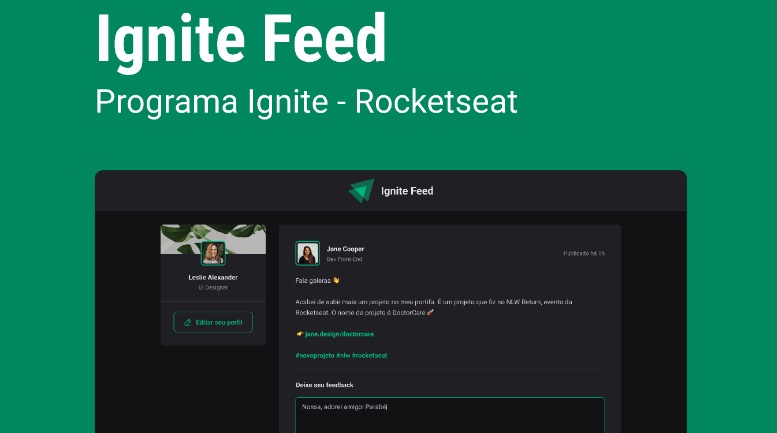 Ignite Feed
Programa Ignite - Rocketseat
Ignite Feed
Leslie Alexander
UI Designer
Editar seu perfil
Jane Cooper
Dev Front-End
Publicado há 1h
Fala galeraa 👋
Acabei de subir mais um projeto no meu portifa. É um projeto que fiz no NLW Return, evento da
Rocketseat. O nome do projeto é DoctorCare 🚀
👉 jane.design/doctorcare
#novoprojeto #nlw #rocketseat
Deixe seu feedback
Nossa, adorei amigo! Parabé